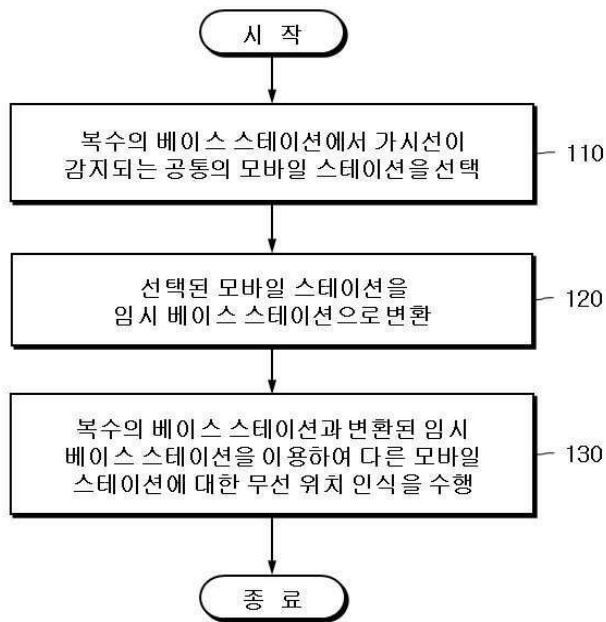 시 작
복수의 베이스 스테이션에서 가시선이
감지되는 공통의 모바일 스테이션을 선택
110
선택된 모바일 스테이션을
임시 베이스 스테이션으로 변환
120
복수의 베이스 스테이션과 변환된 임시
베이스 스테이션을 이용하여 다른 모바일
스테이션에 대한 무선 위치 인식을 수행
130
종 료